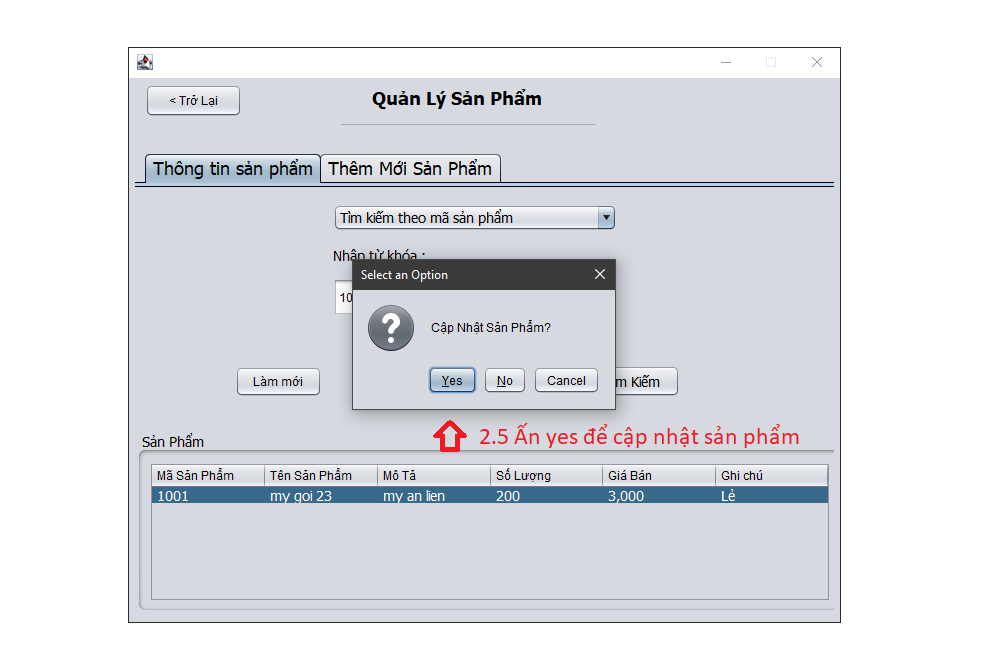 < Trở Lại
Quản Lý Sản Phẩm
Thông tin sản phẩm
Thêm Mới Sản Phẩm
Tìm kiếm theo mã sản phẩm
Nhập từ khóa :
Select an Option
10
Cập Nhật Sản Phẩm?
Yes
No
Cancel
Làm mới
m Kiếm
2.5 Ấn yes để cập nhật sản phẩm
Sản Phẩm
Mã Sản Phẩm Tên Sản Phẩm Mô Tả Số Lượng Giá Bán Ghi chú
1001 my goi 23 my an lien 200 3,000 Lẻ